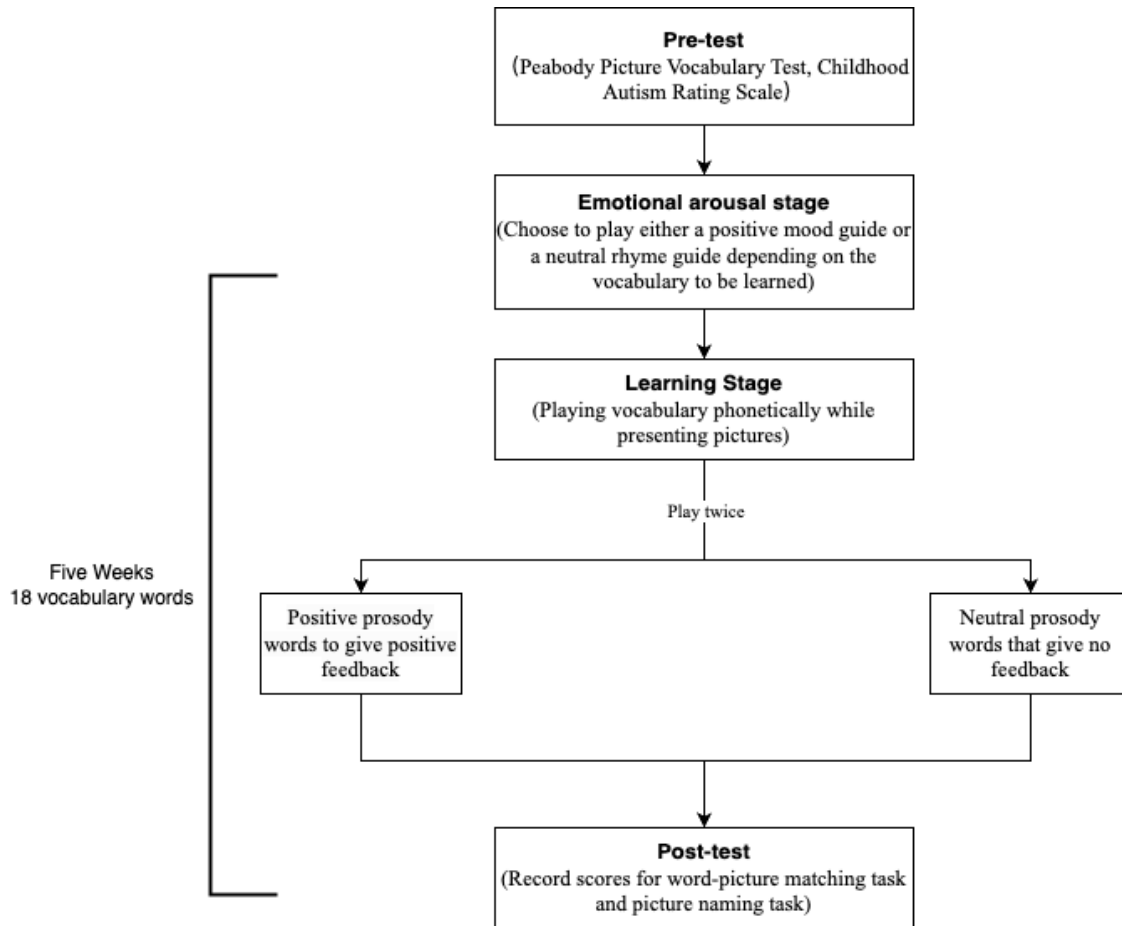 Pre-test
(Peabody Picture Vocabulary Test, Childhood
Autism Rating Scale)
Emotional arousal stage
(Choose to play either a positive mood guide or
a neutral rhyme guide depending on the
vocabulary to be learned)
Learning Stage
(Playing vocabulary phonetically while
presenting pictures)
Play twice
Five Weeks
18 vocabulary words
Positive prosody
words to give positive
feedback
Neutral prosody
words that give no
feedback
Post-test
(Record scores for word-picture matching task
and picture naming task)